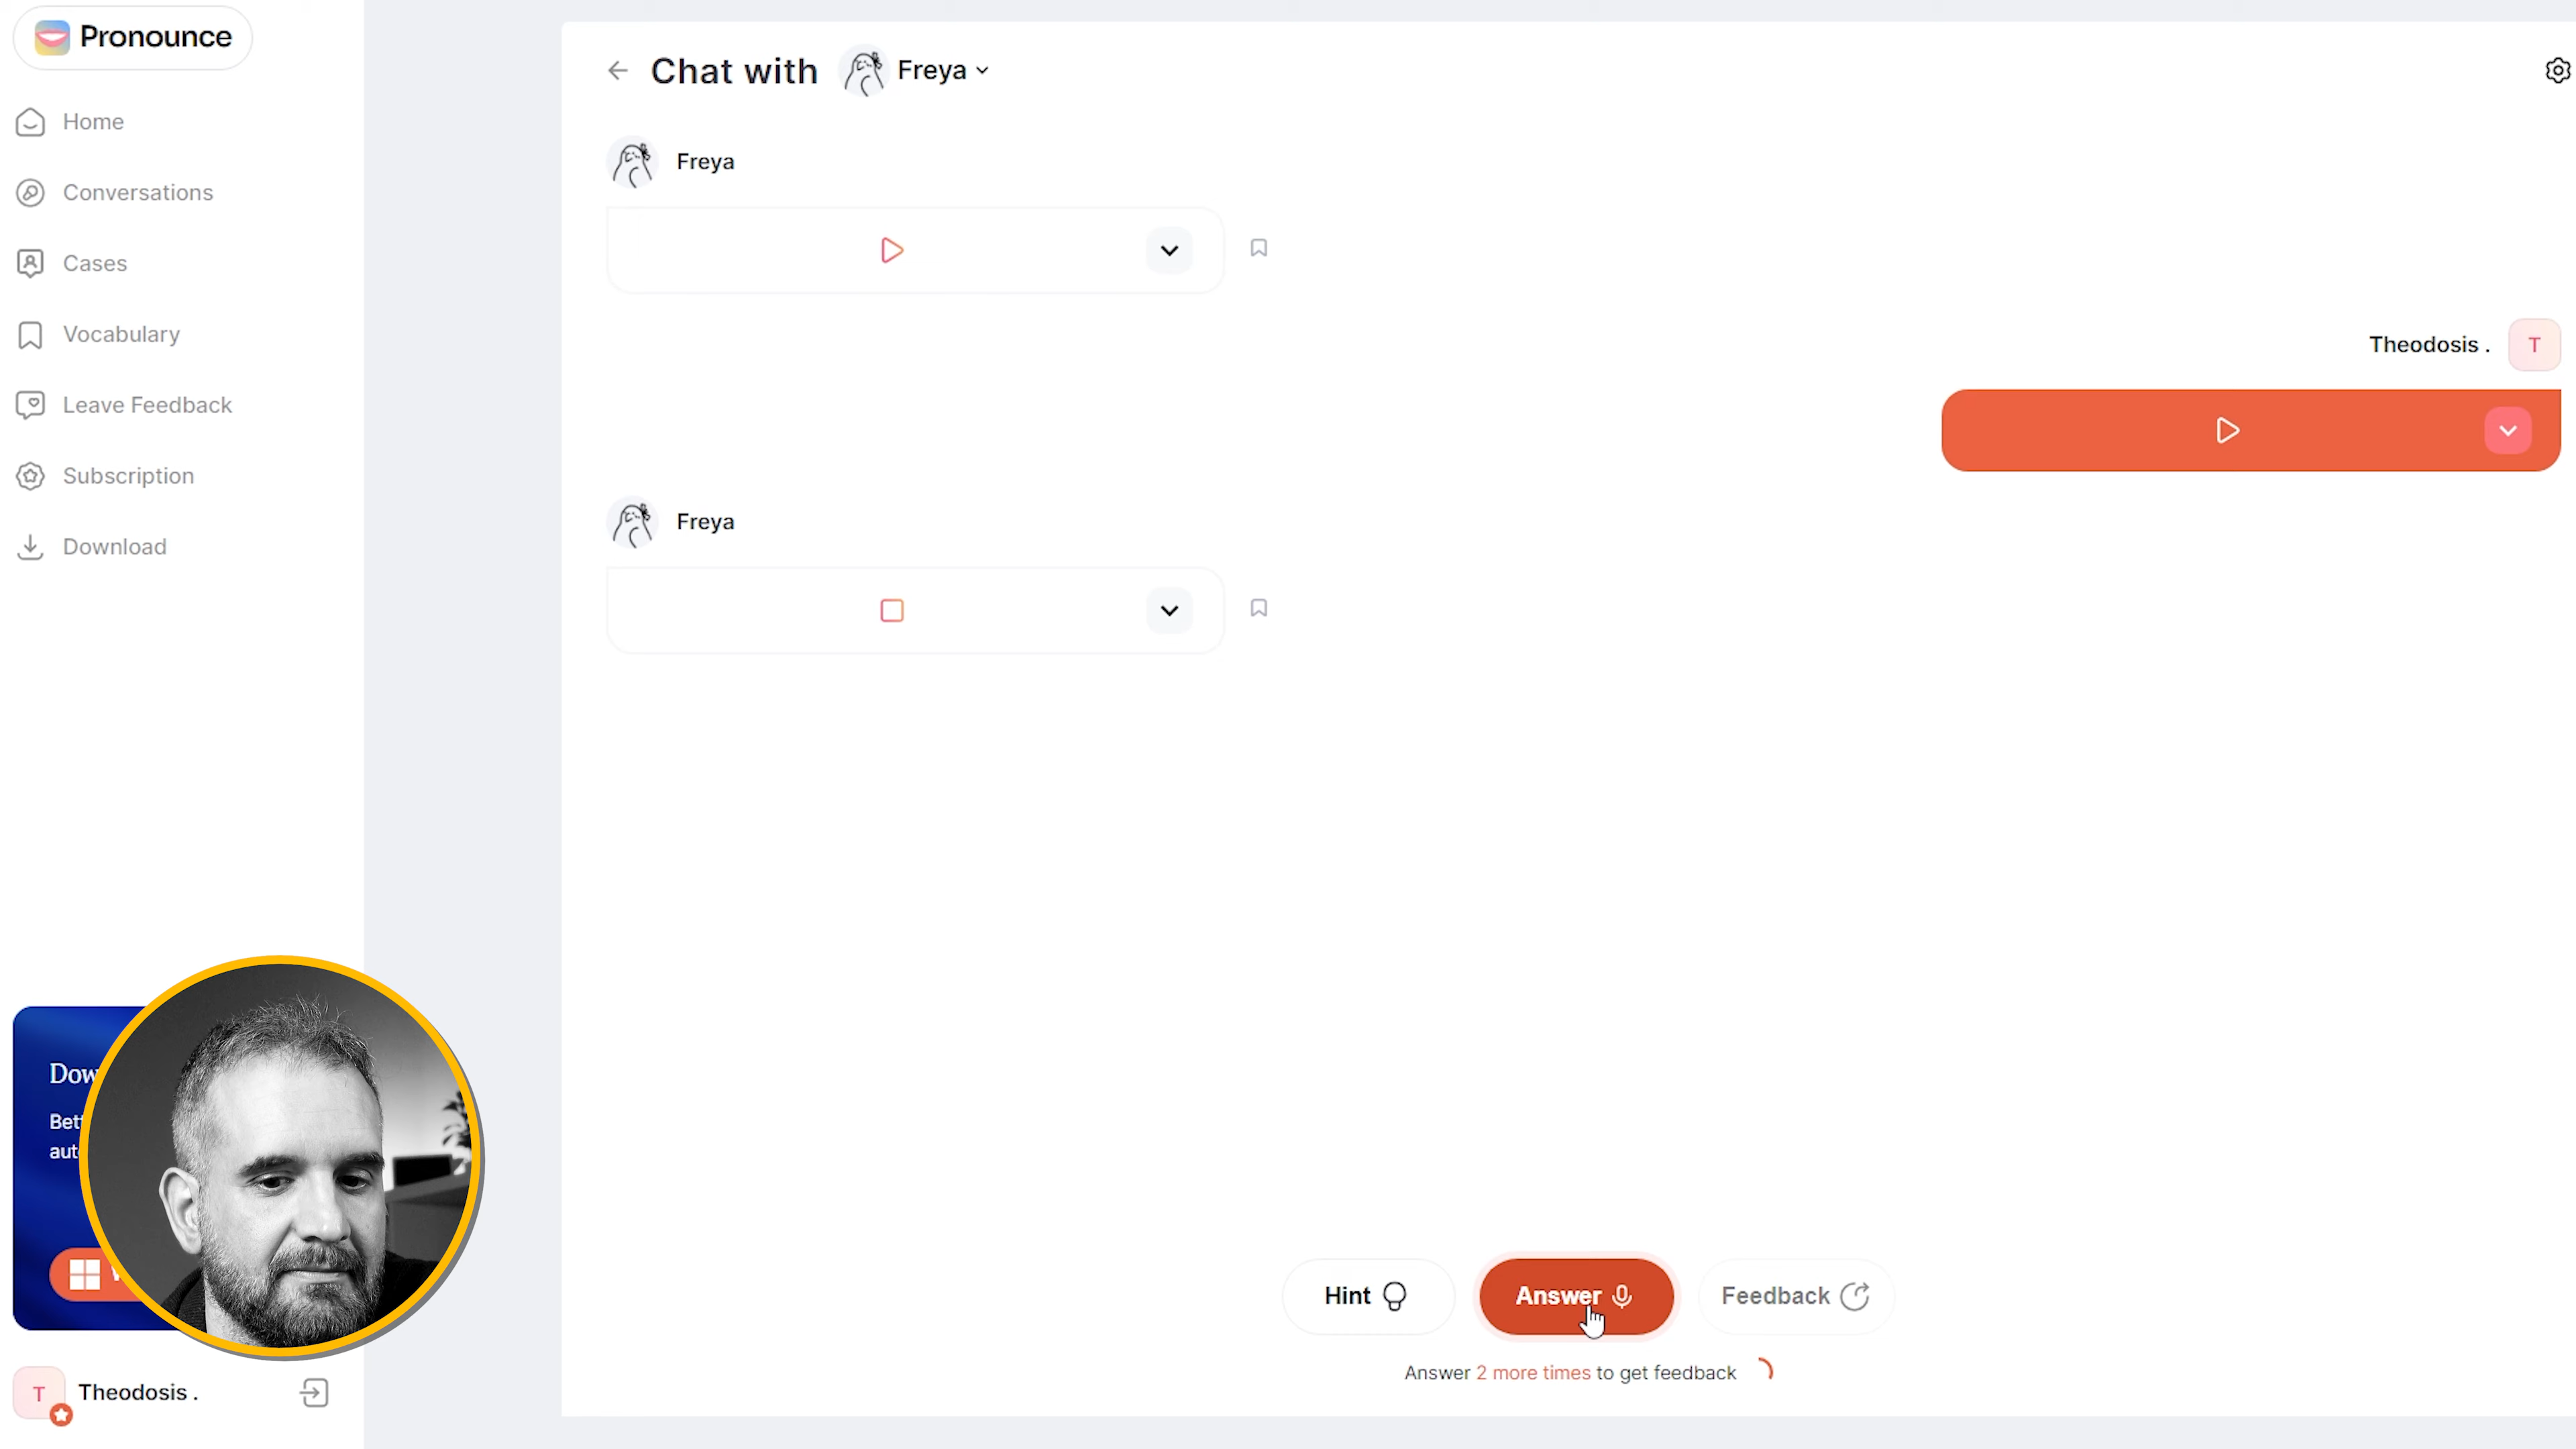 Pronounce
Home
Conversations
Cases
Vocabulary
Leave Feedback
Subscription
Download
Theodosis .
T
Chat with Freya
Freya
Theodosis .
T
Freya
Hint
Answer
Feedback
Answer 2 more times to get feedback